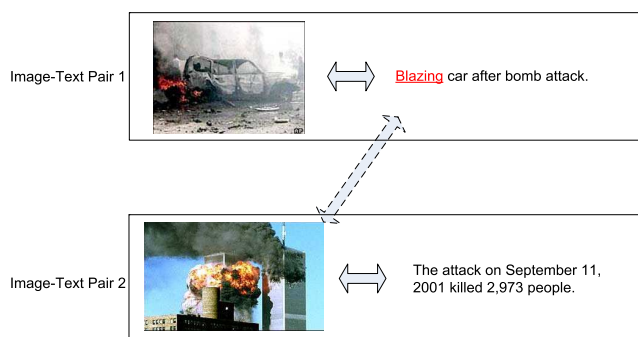 Image-Text Pair 1
Blazing car after bomb attack.
Image-Text Pair 2
The attack on September 11,
2001 killed 2,973 people.